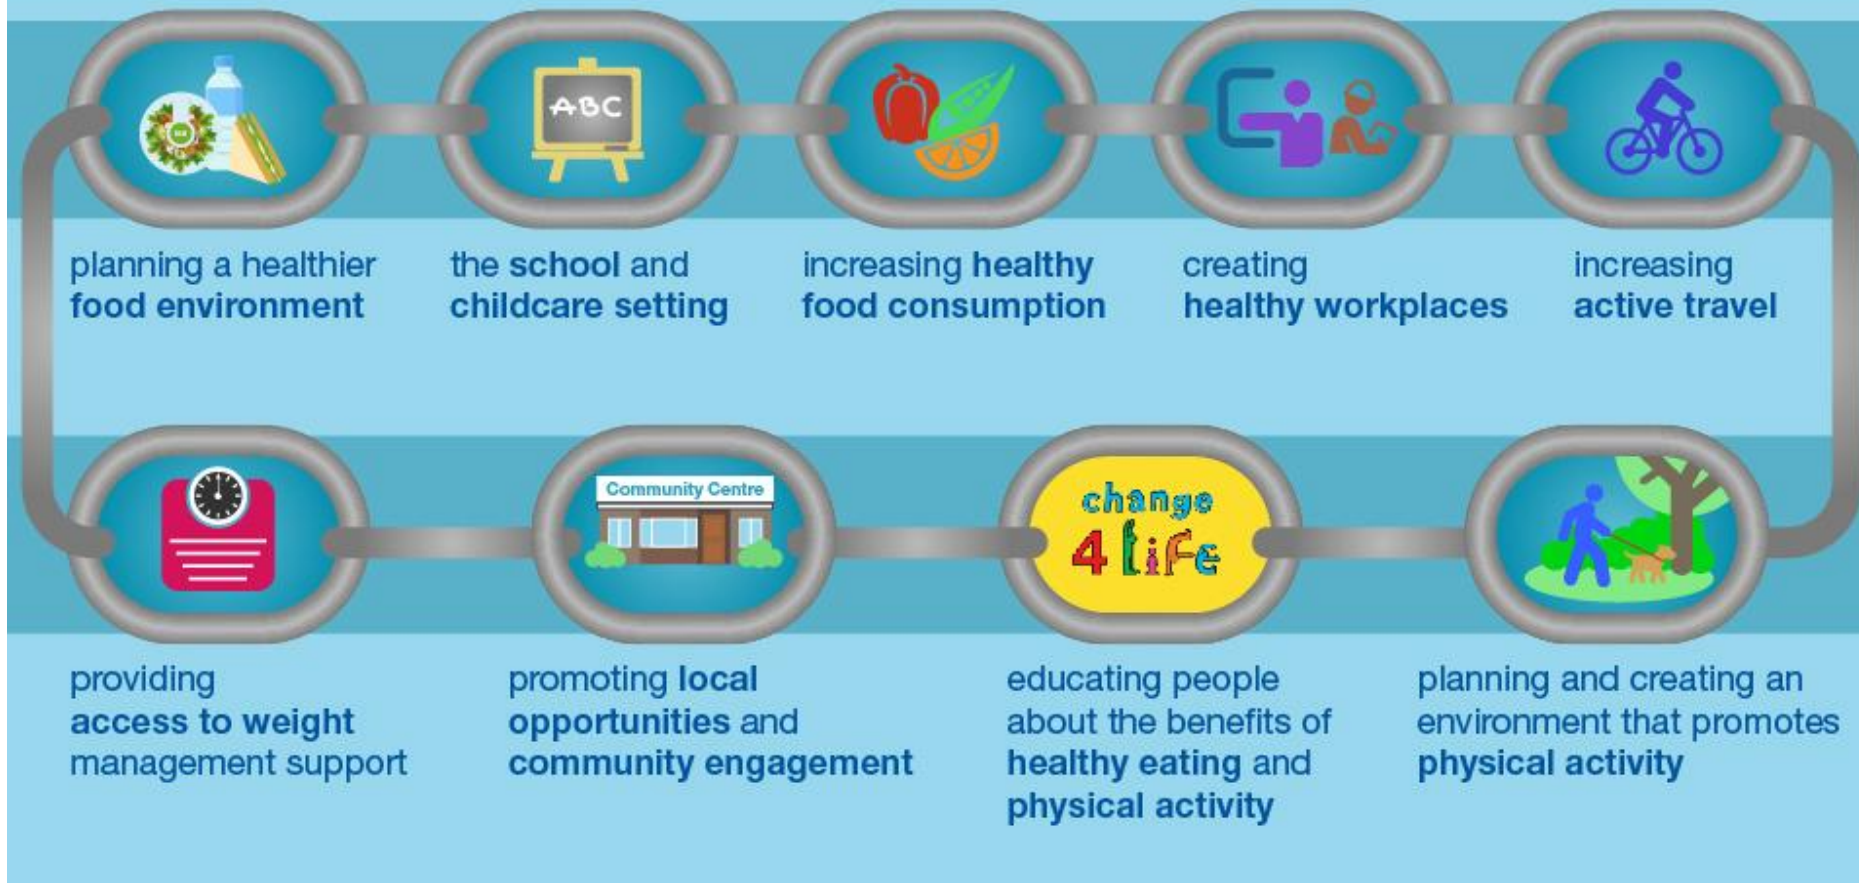 ABC
planning a healthier
food environment
the school and
childcare setting
increasing healthy
food consumption
creating
healthy workplaces
increasing
active travel
Community Centre
change
4 life
providing
access to weight
management support
promoting local
opportunities and
community engagement
educating people
about the benefits of
healthy eating and
physical activity
planning and creating an
environment that promotes
physical activity